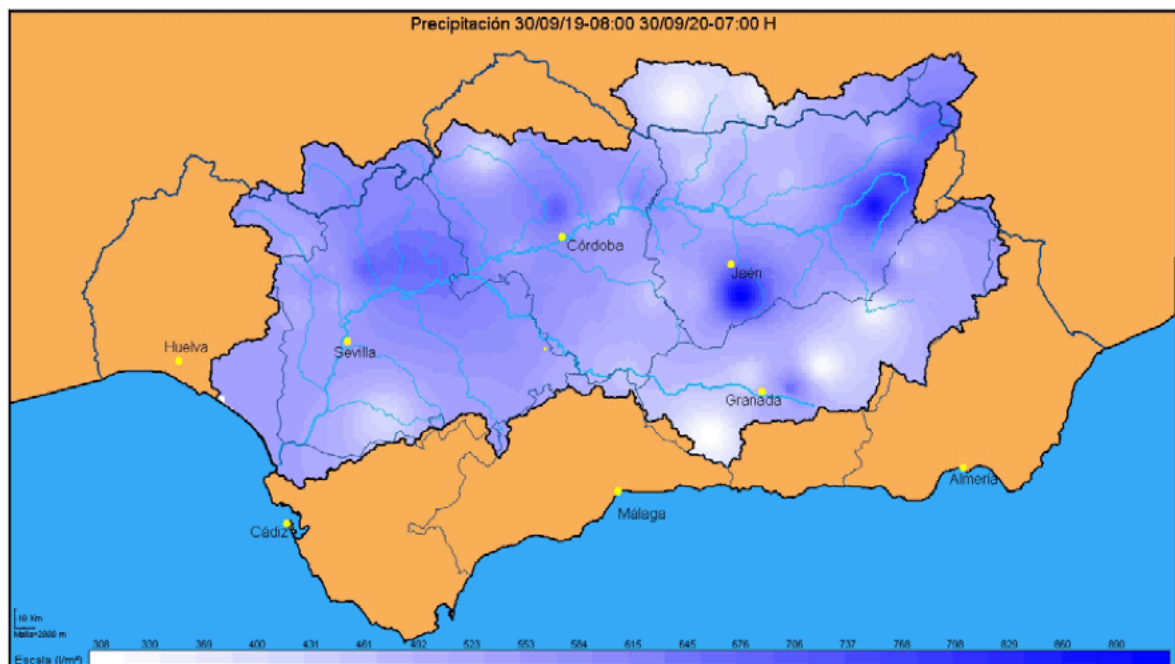 Precipitación 30/09/19-08:00 30/09/20-07:00 H
Córdoba
Jaén
Huelva
Sevilla
Granada
Almería
Málaga
Cádiz
10 Km
Malla=2000 m
308 339 369 400 431 461 492 523 553 584 615 645 676 706 737 768 798 829 860 890
Escala (l/m²)